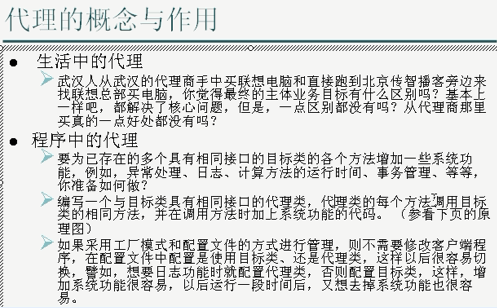 代理的概念与作用
生活中的代理
武汉人从武汉的代理商手中买联想电脑和直接跑到北京传智播客旁边来
找联想总部买电脑，你觉得最终的主体业务目标有什么区别吗？基本上
一样吧，都解决了核心问题，但是，一点区别都没有吗？从代理商那里
买真的一点好处都没有吗？
程序中的代理
要为已存在的多个具有相同接口的目标类的各个方法增加一些系统功
能，例如，异常处理、日志、计算方法的运行时间、事务管理、等等，
你准备如何做？
编写一个与目标类具有相同接口的代理类，代理类的每个方法调用目标
类的相同方法，并在调用方法时加上系统功能的代码。（参看下页的原
理图）
如果采用工厂模式和配置文件的方式进行管理，则不需要修改客户端程
序，在配置文件中配置是使用目标类、还是代理类，这样以后很容易切
换，譬如，想要日志功能时就配置代理类，否则配置目标类，这样，增
加系统功能很容易，以后运行一段时间后，又想去掉系统功能也很容
易。